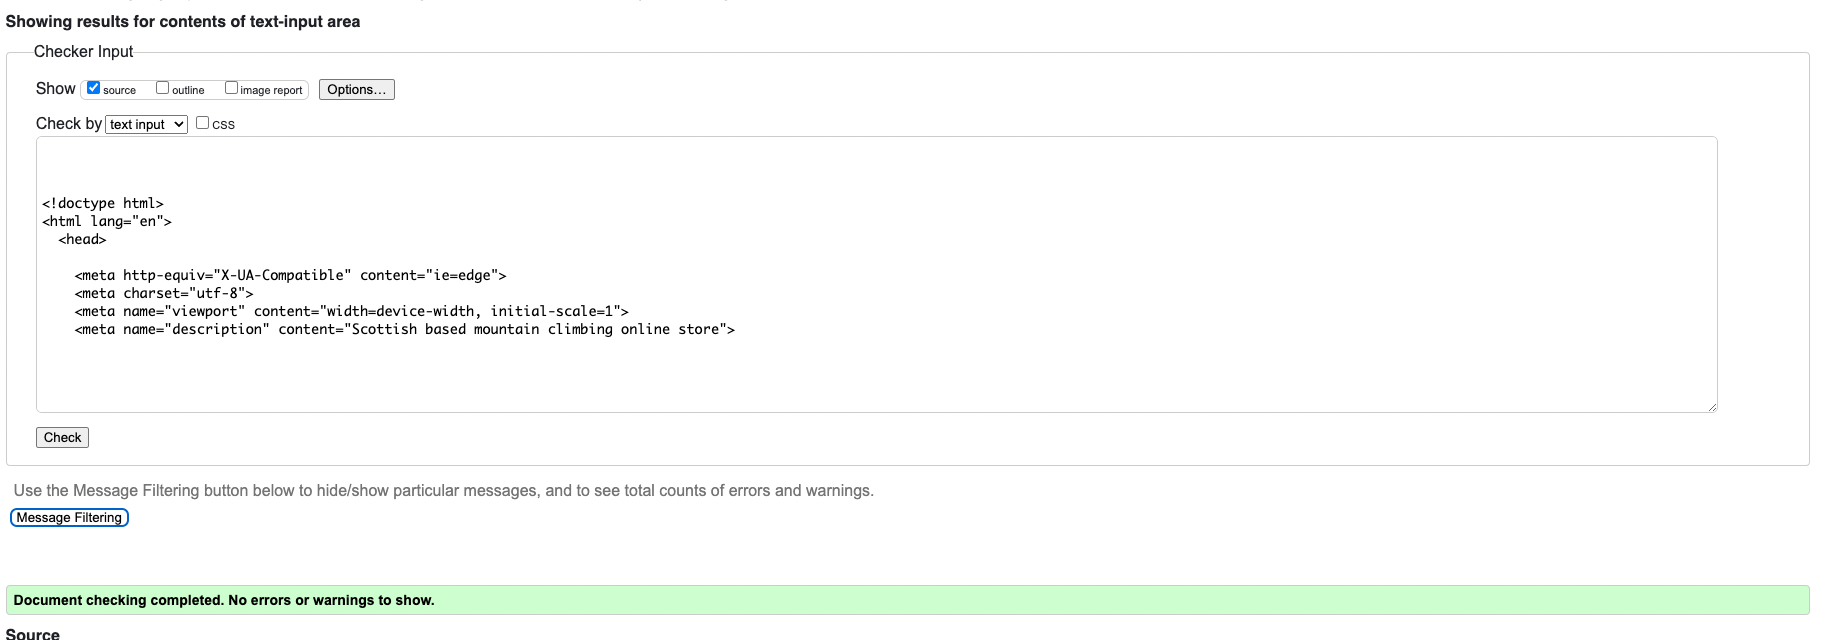 Showing results for contents of text-input area
Checker Input
Show source outline image report Options...
Check by text input CSS
<!doctype html>
<html lang="en">
<head>
<meta http-equiv="X-UA-Compatible" content="ie=edge">
<meta charset="utf-8">
<meta name="viewport" content="width=device-width, initial-scale=1">
<meta name="description" content="Scottish based mountain climbing online store">
Check
Use the Message Filtering button below to hide/show particular messages, and to see total counts of errors and warnings.
Message Filtering
Document checking completed. No errors or warnings to show.
Source